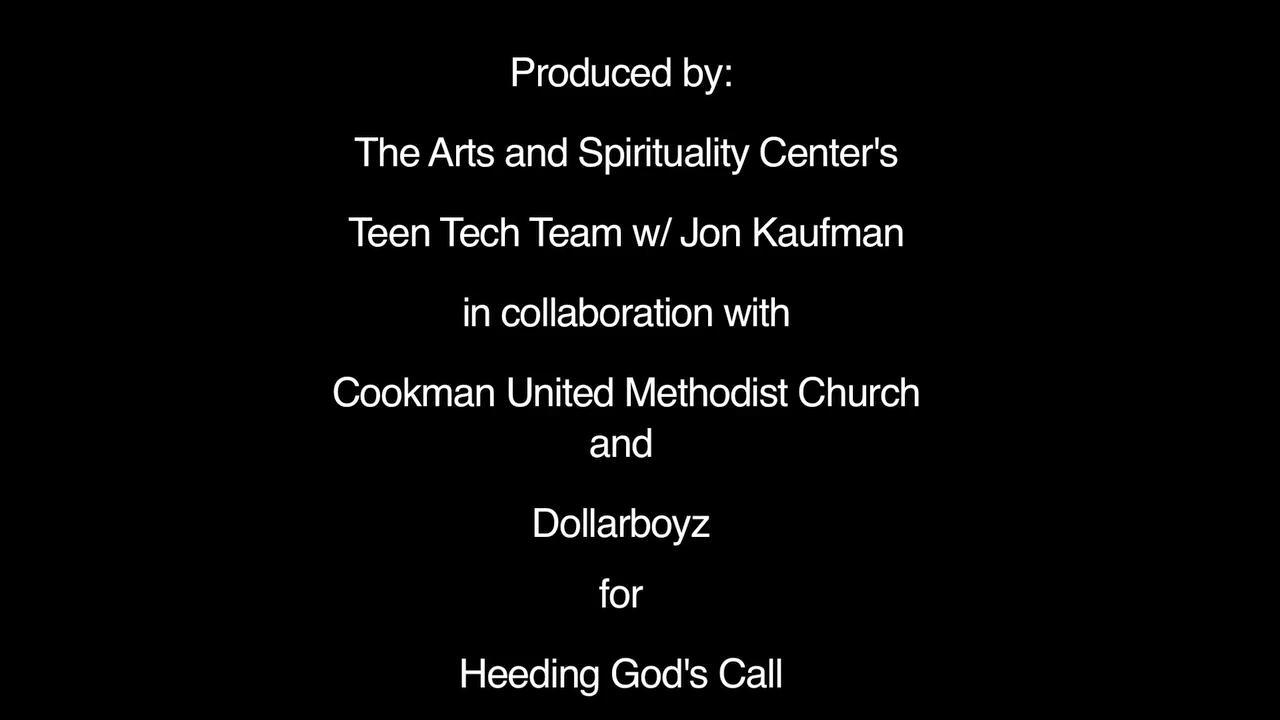 Produced by:
The Arts and Spirituality Center's
Teen Tech Team w/ Jon Kaufman
in collaboration with
Cookman United Methodist Church
and
Dollarboyz
for
Heeding God's Call